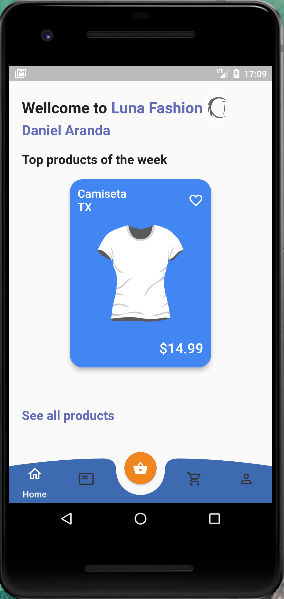 17:09
Wellcome to Luna Fashion
Daniel Aranda
Top products of the week
Camiseta
TX
$14.99
See all products
Home